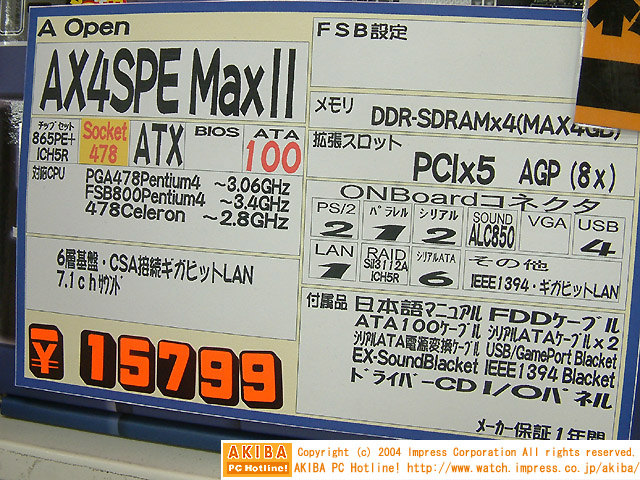 A Open
AX4SPE MaxII
チップセット
865PE+
ICH5R
Socket
478
ATX
BIOS
ATA
100
対応CPU
PGA478Pentium4 ～3.06GHz
FSB800Pentium4 ～3.4GHz
478Celeron ～2.8GHz
6層基盤・CSA接続ギガビットLAN
7.1chサウンド
¥15799
FSB設定
メモリ
DDR-SDRAMx4(MAX4GB)
拡張スロット
PCIx5 AGP (8x)
ONBoardコネクタ
PS/2
2
パラレル
1
シリアル
2
SOUND
ALC850
VGA
USB
4
LAN
1
RAID
SiI3112A
ICH5R
シリアルATA
6
その他
IEEE1394・ギガビットLAN
付属品
日本語マニュアル FDDケーブル
ATA100ケーブル シリアルATAケーブル×2
シリアルATA電源変換ケーブル USB/GamePort Blacket
EX-SoundBlacket IEEE1394 Blacket
ドライバーCD I/Oパネル
メーカー保証1年間
AKIBA
PC Hotline!
Copyright (c) 2004 Impress Corporation All rights reserved.
AKIBA PC Hotline! http://www.watch.impress.co.jp/akiba/